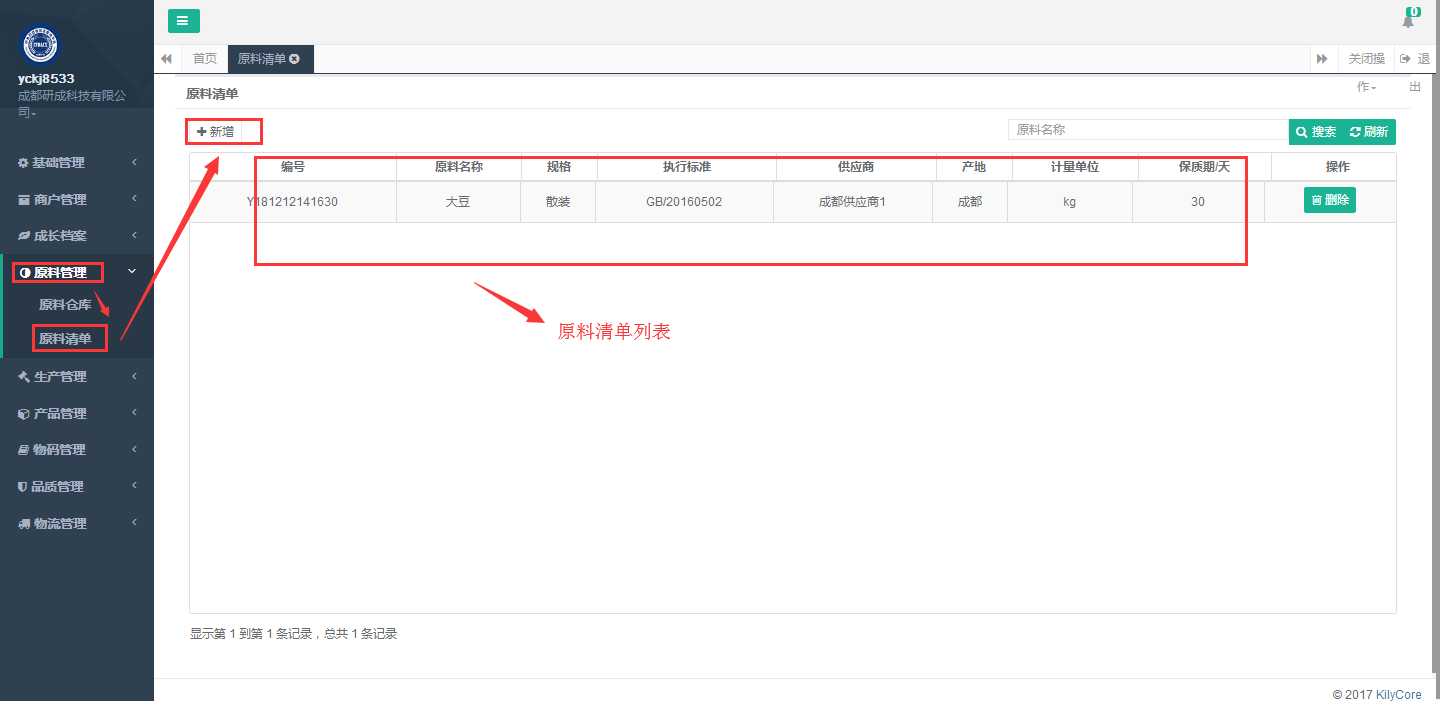 0
首页
原料清单
关闭操作
退出
yckj8533
成都研成科技有限公
司
基础管理
商户管理
成长档案
原料管理
原料仓库
原料清单
生产管理
产品管理
物码管理
品质管理
物流管理
原料清单
新增
原料名称
搜索
刷新
编号 原料名称 规格 执行标准 供应商 产地 计量单位 保质期/天 操作
Y181212141630 大豆 散装 GB/20160502 成都供应商1 成都 kg 30 删除
原料清单列表
显示第 1 到第 1 条记录，总共 1 条记录
© 2017 KilyCore